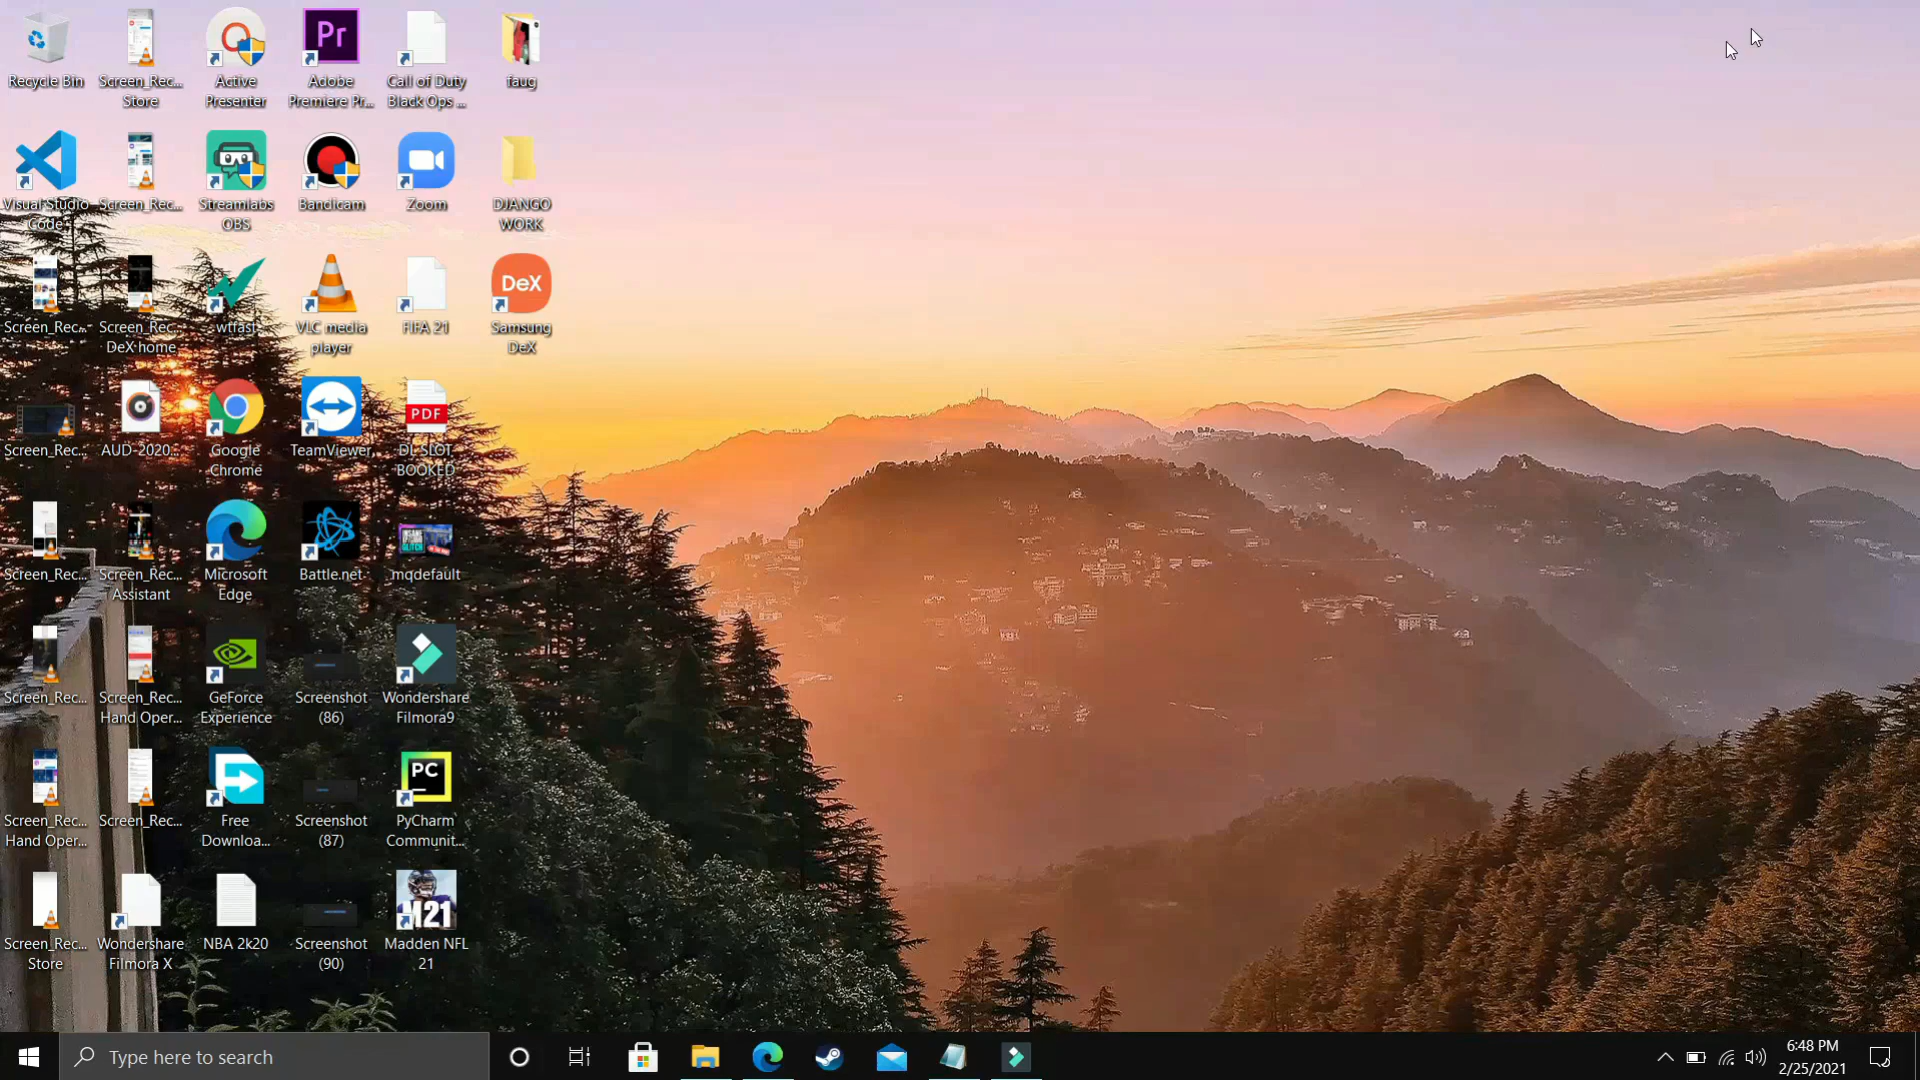 Recycle Bin
Screen_Rec...
Store
Active
Presenter
Pr
Adobe
Premiere Pr...
Call of Duty
Black Ops ...
faug
Visual Studio
Code
Screen_Rec...
Streamlabs
OBS
Bandicam
Zoom
DJANGO
WORK
Screen_Rec...
Screen_Rec...
DeX home
wtfast
VLC media
player
FIFA 21
DeX
Samsung
DeX
Screen_Rec...
AUD-2020...
Google
Chrome
TeamViewer
PDF
DL SLOT
BOOKED
Screen_Rec...
Screen_Rec...
Assistant
Microsoft
Edge
Battle.net
mqdefault
Screen_Rec...
Screen_Rec...
Hand Oper...
GeForce
Experience
Screenshot
(86)
Wondershare
Filmora9
Screen_Rec...
Hand Oper...
Screen_Rec...
Free
Downloa...
Screenshot
(87)
PC
PyCharm
Communit...
Screen_Rec...
Store
Wondershare
Filmora X
NBA 2k20
Screenshot
(90)
M21
Madden NFL
21
Type here to search
6:48 PM
2/25/2021